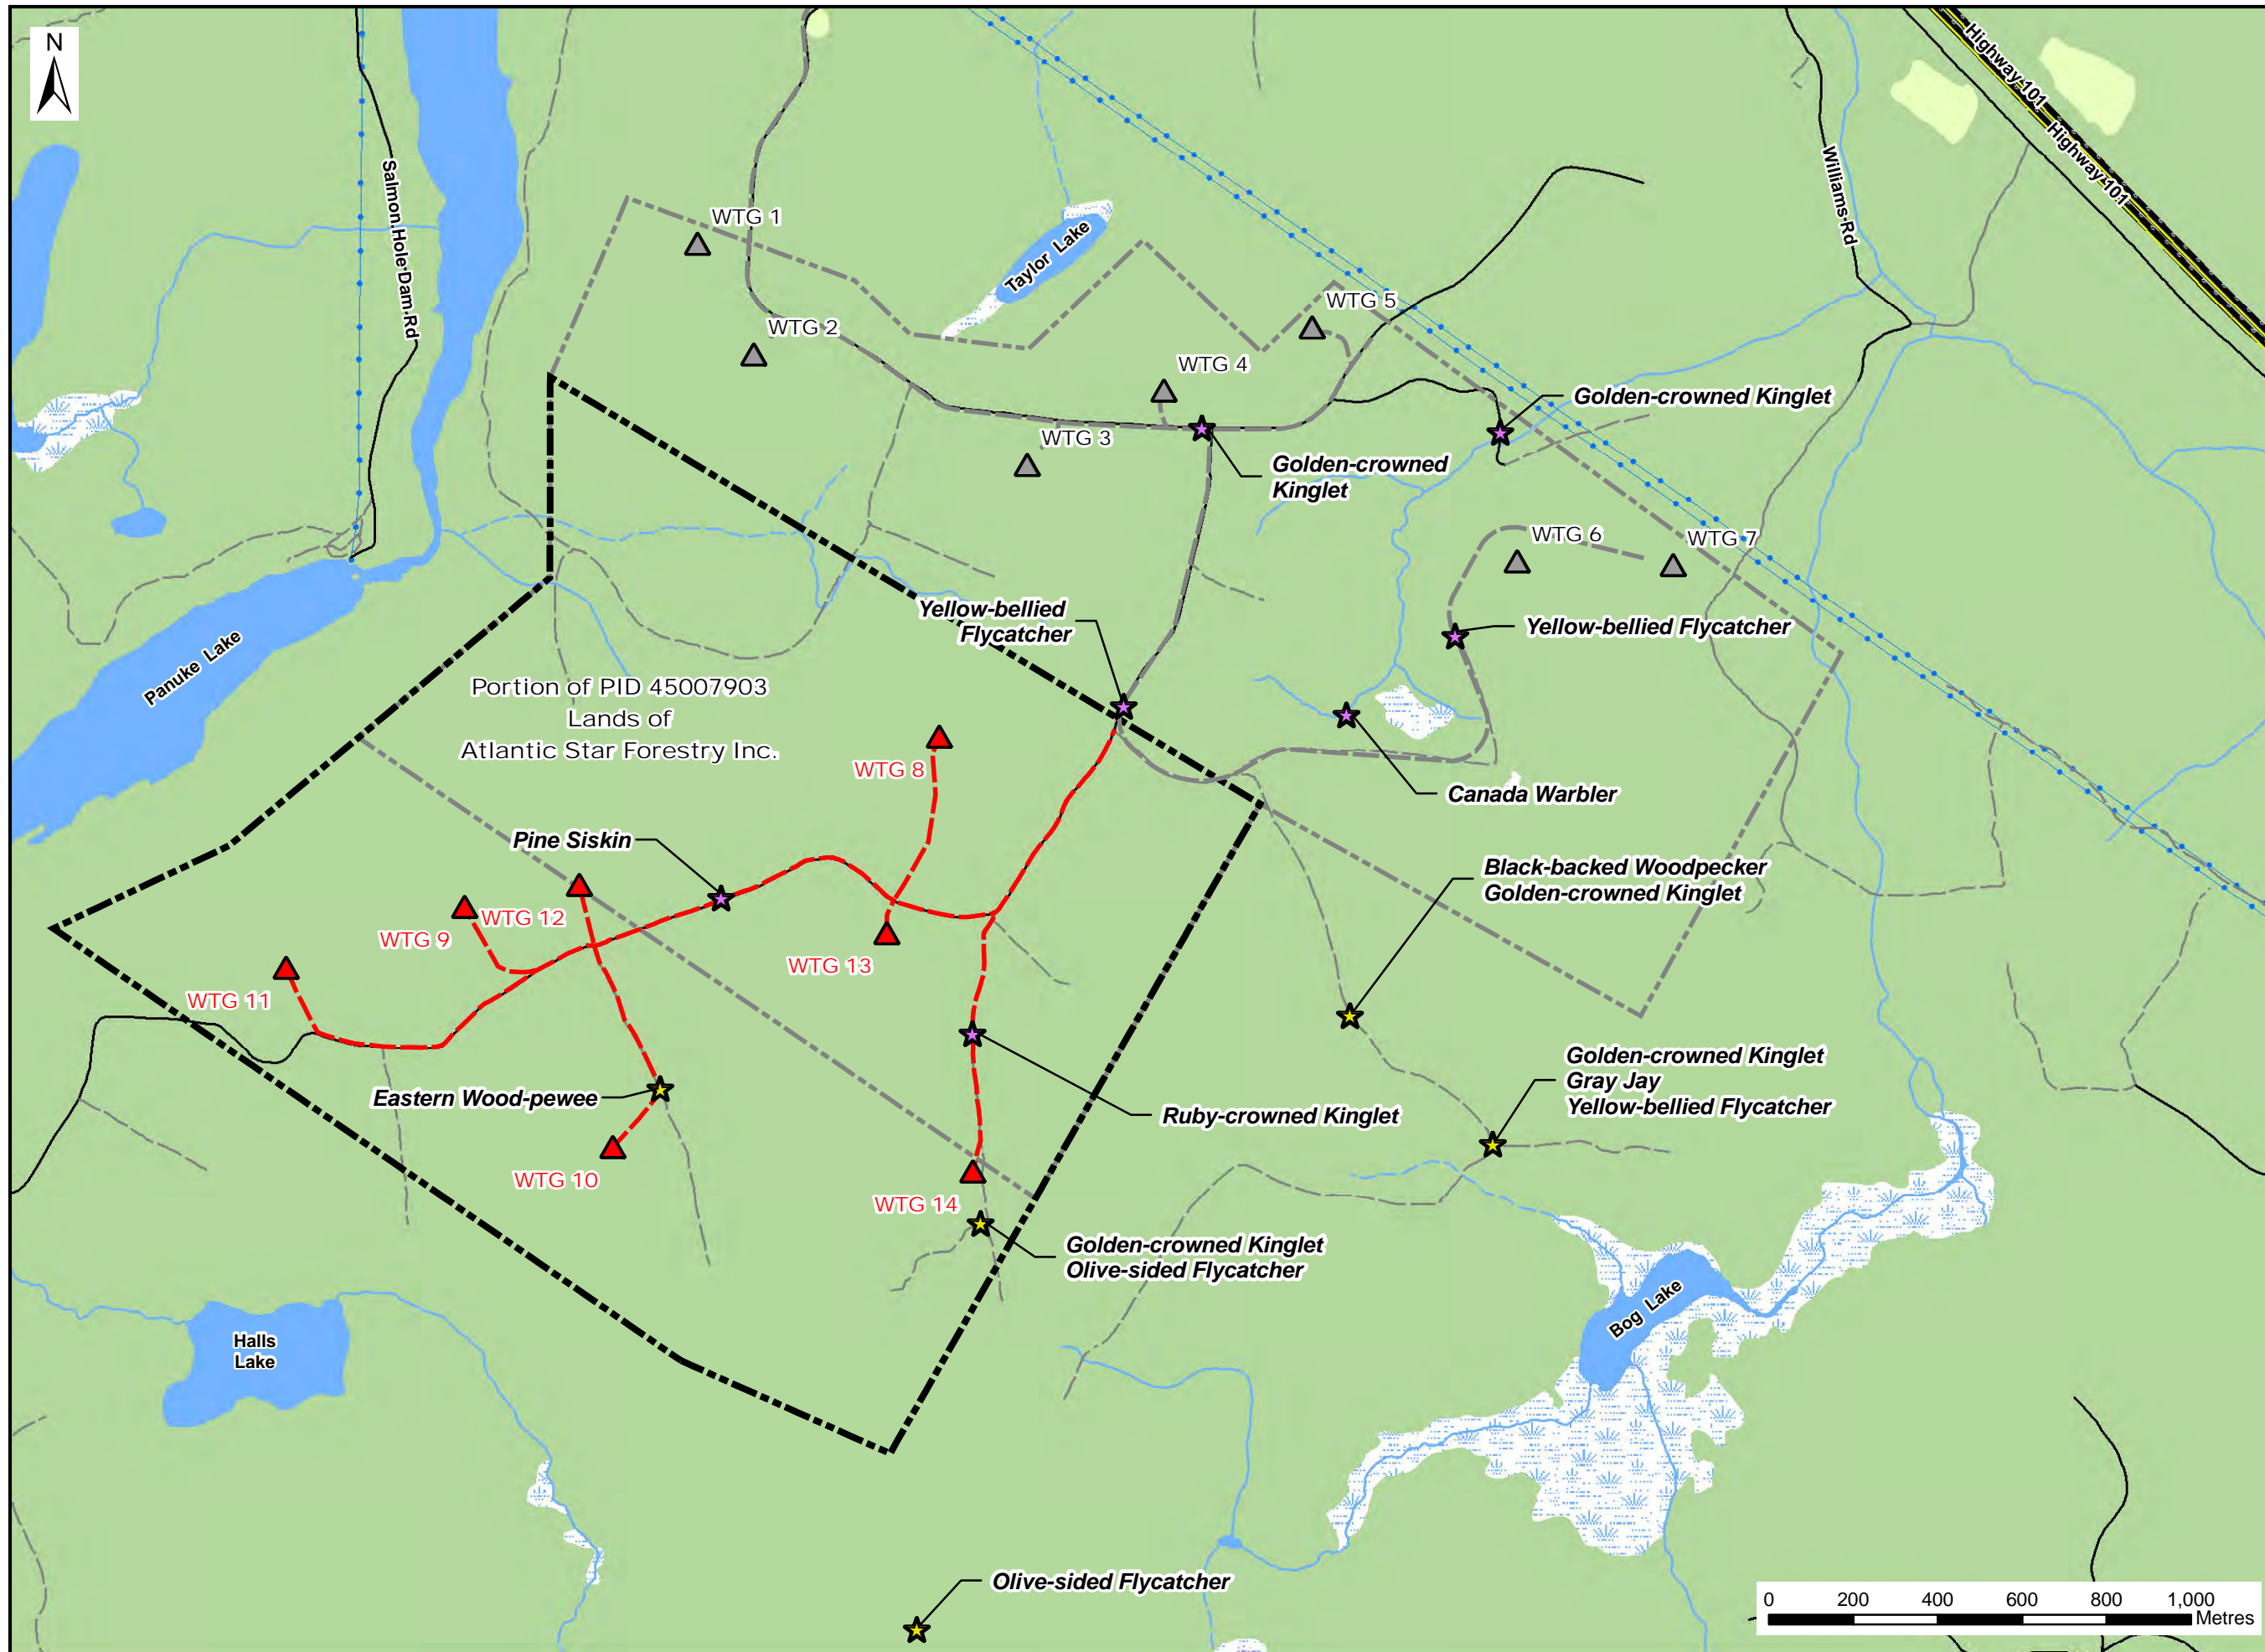 N
Highway 101
Highway 101
Salmon Hole Dam Rd
Williams Rd
WTG 1
Taylor Lake
WTG 5
WTG 2
WTG 4
Golden-crowned Kinglet
WTG 3
Golden-crowned
Kinglet
WTG 6
WTG 7
Yellow-bellied
Flycatcher
Yellow-bellied Flycatcher
Panuke Lake
Portion of PID 45007903
Lands of
Atlantic Star Forestry Inc.
WTG 8
Canada Warbler
Pine Siskin
Black-backed Woodpecker
Golden-crowned Kinglet
WTG 12
WTG 9
WTG 13
WTG 11
Golden-crowned Kinglet
Gray Jay
Yellow-bellied Flycatcher
Eastern Wood-pewee
Ruby-crowned Kinglet
WTG 10
WTG 14
Golden-crowned Kinglet
Olive-sided Flycatcher
Bog Lake
Halls
Lake
Olive-sided Flycatcher
0 200 400 600 800 1,000
Metres